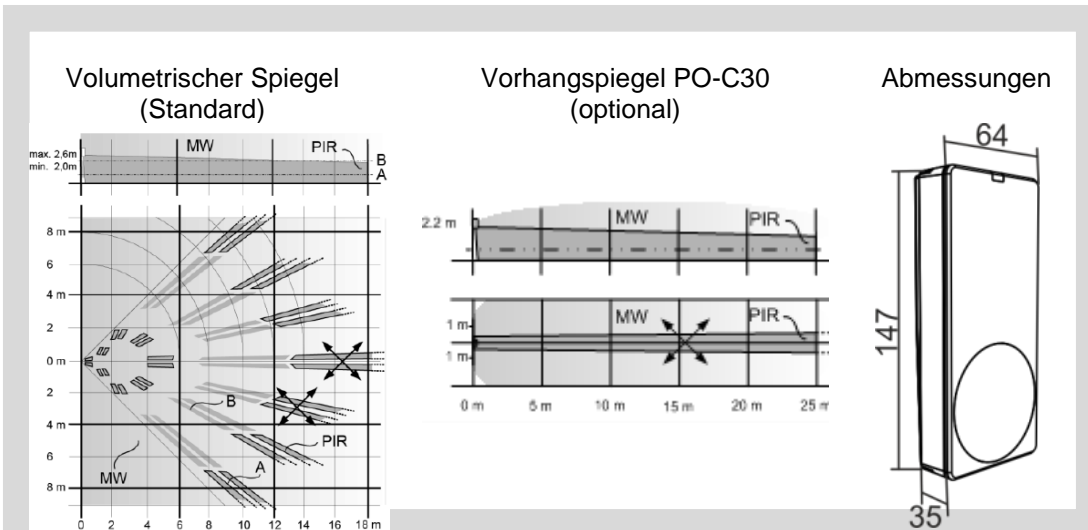 Volumetrischer Spiegel
(Standard)
MW
PIR
max. 2,6m
min. 2,0m
B
A
8 m
6
4 m
2
0 m
2
4 m
6
8 m
B
PIR
A
MW
0 2 4 6 8 10 12 14 16 18 m
Vorhangspiegel PO-C30
(optional)
2.2 m
MW
PIR
1 m
1 m
MW
PIR
0 m 5 m 10 m 15 m 20 m 25 m
Abmessungen
64
147
35